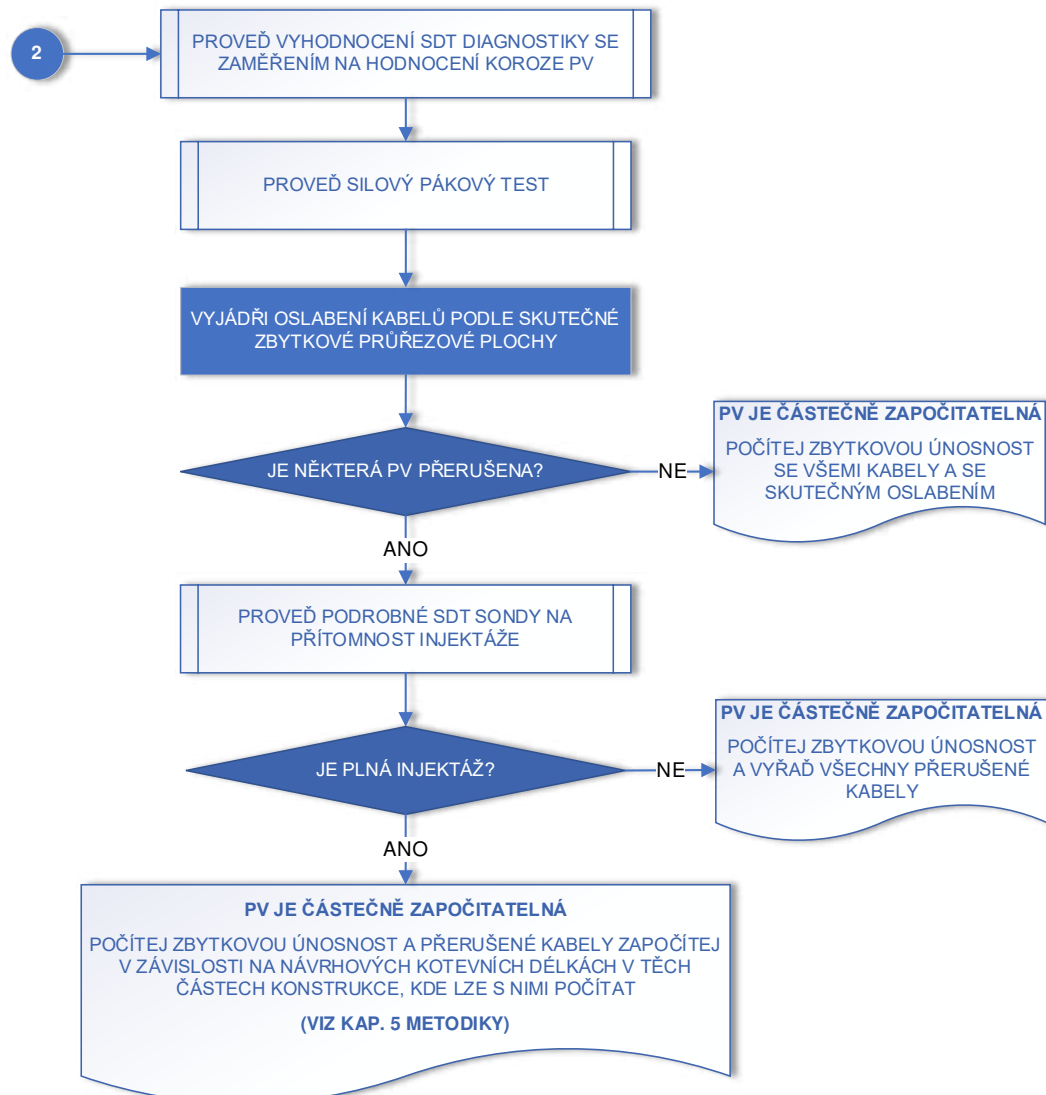 2
PROVEĎ VYHODNOCENÍ SDT DIAGNOSTIKY SE
ZAMĚŘENÍM NA HODNOCENÍ KOROZE PV
PROVEĎ SILOVÝ PÁKOVÝ TEST
VYJÁDŘI OSLABENÍ KABELŮ PODLE SKUTEČNÉ
ZBYTKOVÉ PRŮŘEZOVÉ PLOCHY
JE NĚKTERÁ PV PŘERUŠENA?
NE
PV JE ČÁSTEČNĚ ZAPOČITATELNÁ
POČÍTEJ ZBYTKOVOU ÚNOSNOST
SE VŠEMI KABELY A SE
SKUTEČNÝM OSLABENÍM
ANO
PROVEĎ PODROBNÉ SDT SONDY NA
PŘÍTOMNOST INJEKTÁŽE
JE PLNÁ INJEKTÁŽ?
NE
PV JE ČÁSTEČNĚ ZAPOČITATELNÁ
POČÍTEJ ZBYTKOVOU ÚNOSNOST
A VYŘAĎ VŠECHNY PŘERUŠENÉ
KABELY
ANO
PV JE ČÁSTEČNĚ ZAPOČITATELNÁ
POČÍTEJ ZBYTKOVOU ÚNOSNOST A PŘERUŠENÉ KABELY ZAPOČÍTEJ
V ZÁVISLOSTI NA NÁVRHOVÝCH KOTEVNÍCH DÉLKÁCH V TĚCH
ČÁSTECH KONSTRUKCE, KDE LZE S NIMI POČÍTAT
(VIZ KAP. 5 METODIKY)